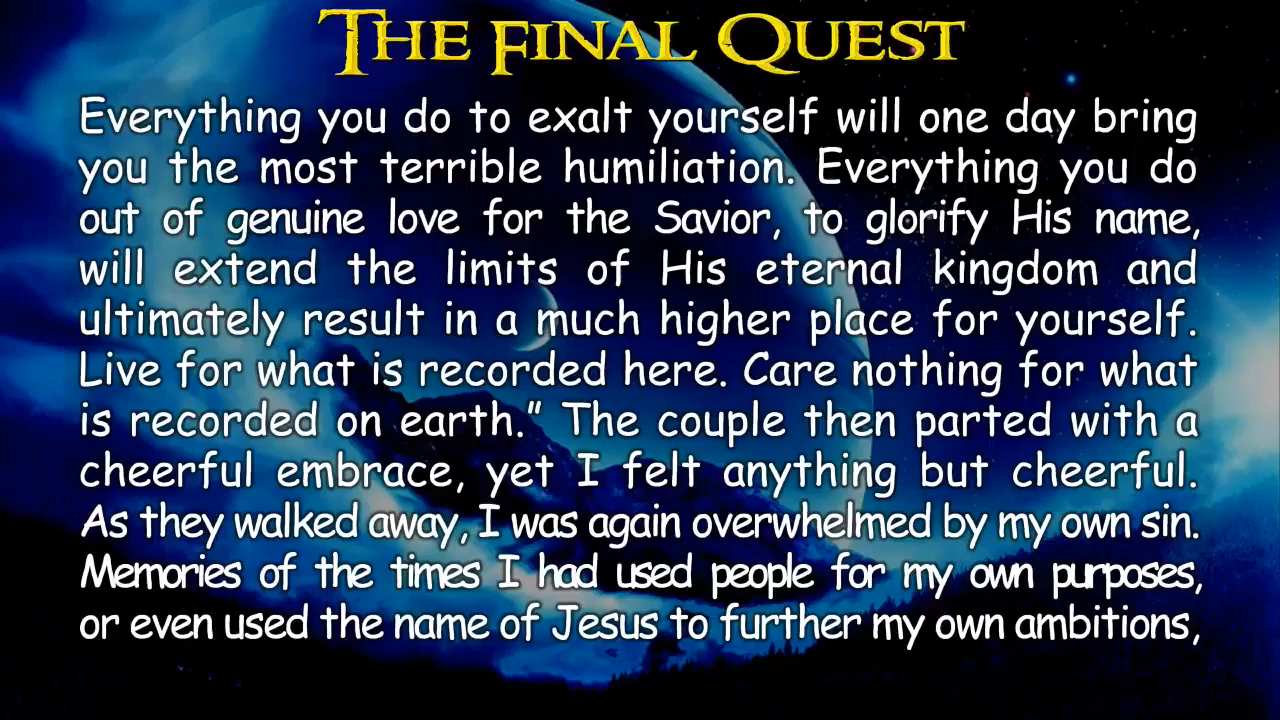 The Final Quest
Everything you do to exalt yourself will one day bring
you the most terrible humiliation. Everything you do
out of genuine love for the Savior, to glorify His name,
will extend the limits of His eternal kingdom and
ultimately result in a much higher place for yourself.
Live for what is recorded here. Care nothing for what
is recorded on earth.” The couple then parted with a
cheerful embrace, yet I felt anything but cheerful.
As they walked away, I was again overwhelmed by my own sin.
Memories of the times I had used people for my own purposes,
or even used the name of Jesus to further my own ambitions,